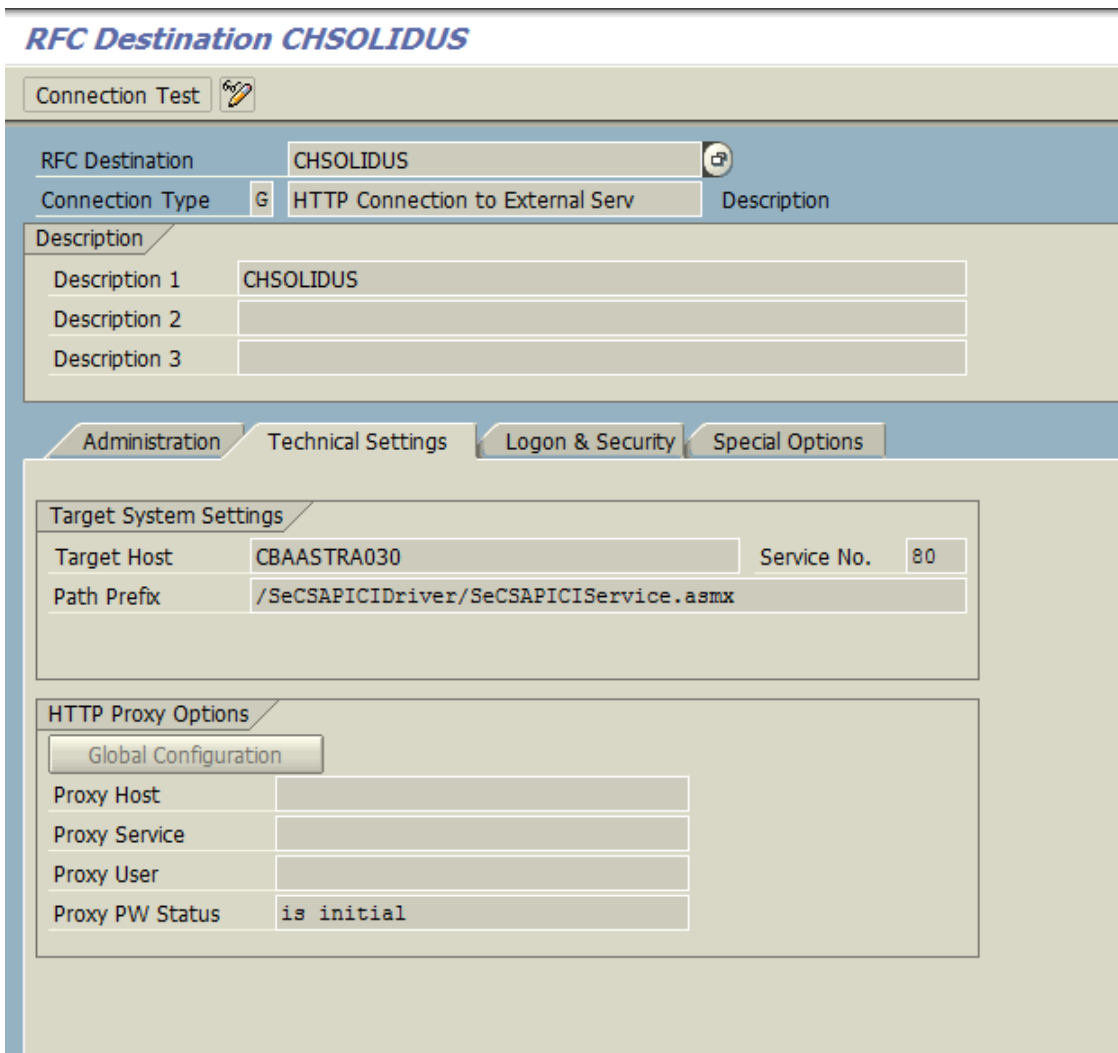 RFC Destination CHSOLIDUS
Connection Test
RFC Destination CHSOLIDUS
Connection Type G HTTP Connection to External Serv Description
Description
Description 1 CHSOLIDUS
Description 2
Description 3
Administration Technical Settings Logon & Security Special Options
Target System Settings
Target Host CBAASTRA030 Service No. 80
Path Prefix /SeCSAPICIDriver/SeCSAPICIService.asmx
HTTP Proxy Options
Global Configuration
Proxy Host
Proxy Service
Proxy User
Proxy PW Status is initial